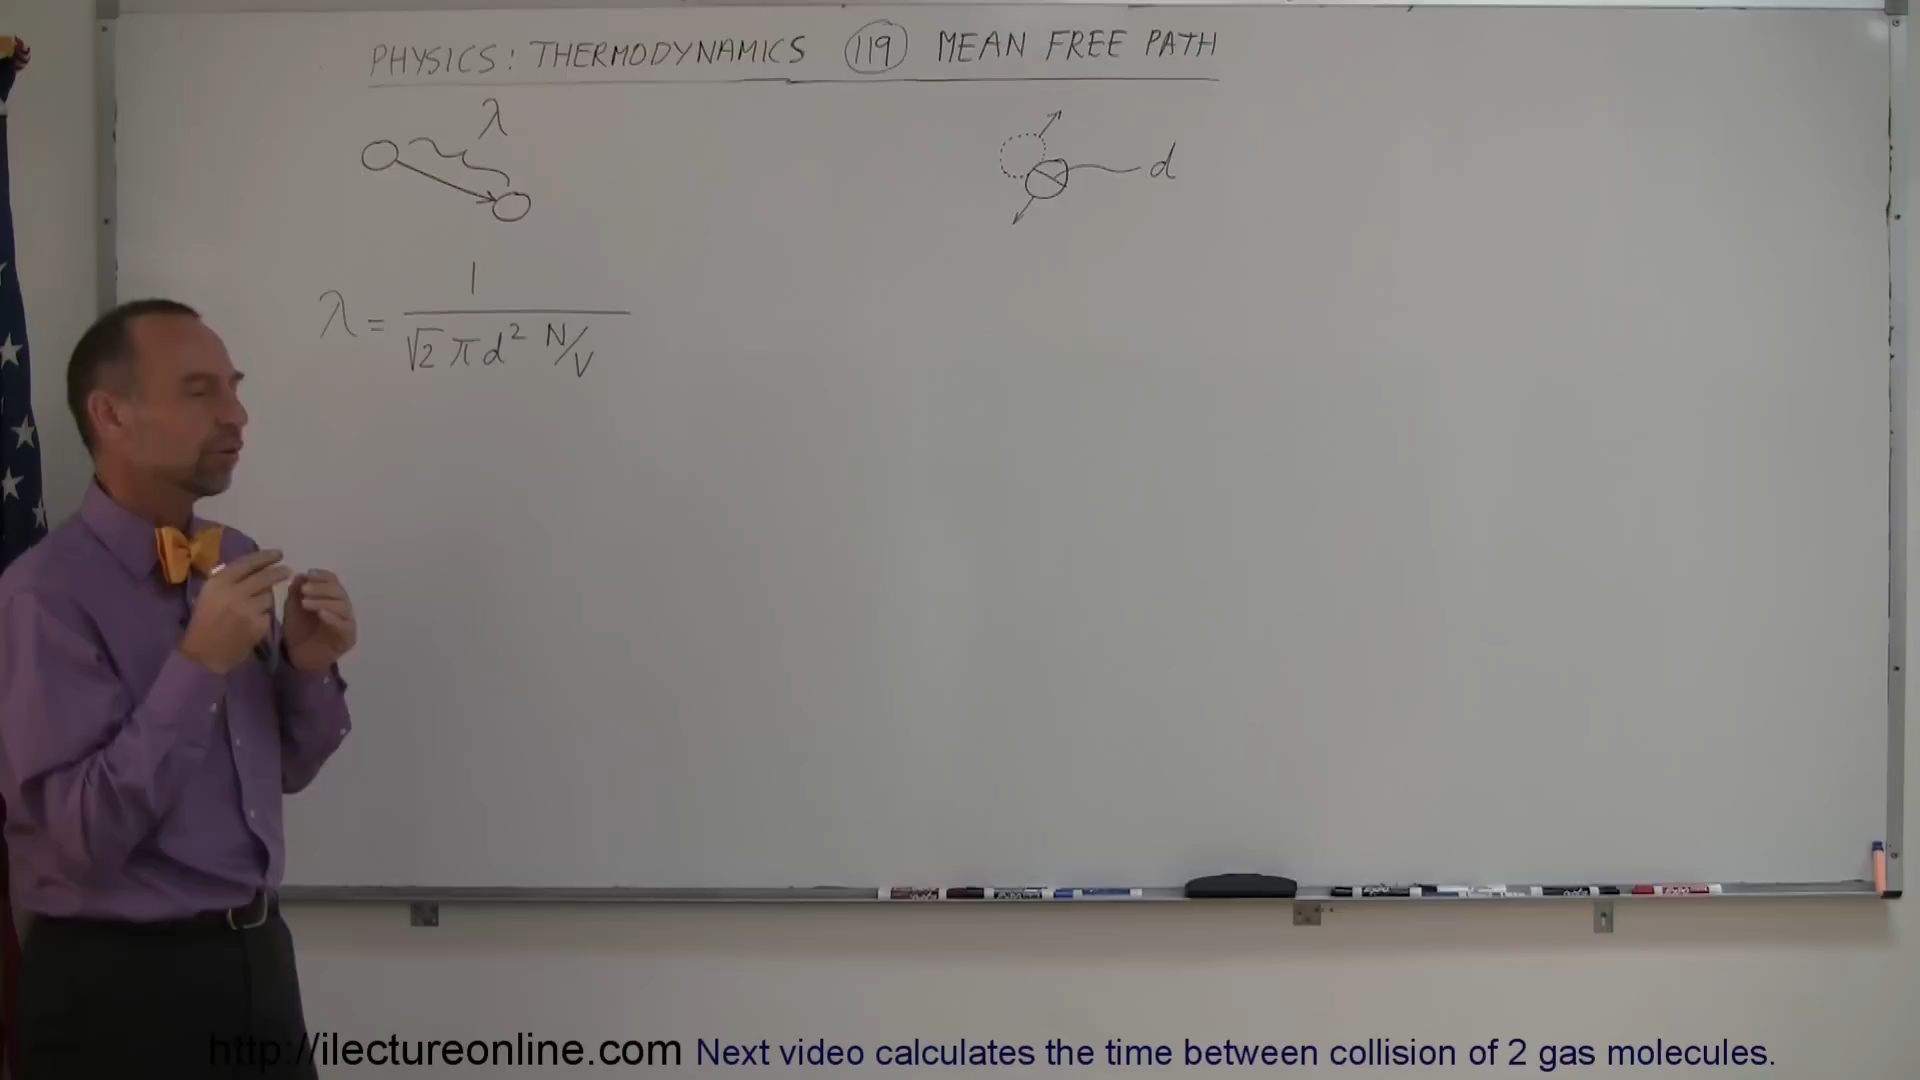 PHYSICS: THERMODYNAMICS 119 MEAN FREE PATH
λ
d
λ = 1 / √2 π d² N/V
http://ilectureonline.com Next video calculates the time between collision of 2 gas molecules.